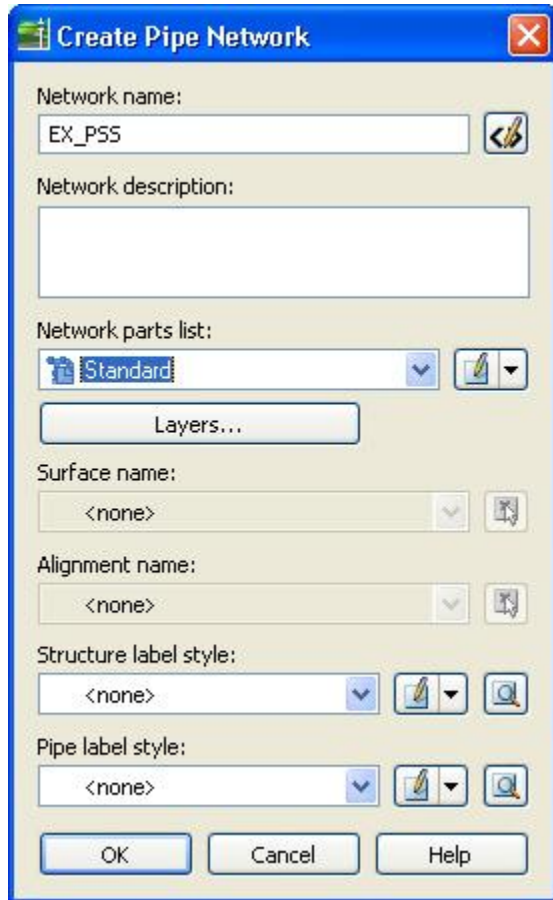 Create Pipe Network
Network name:
EX_PSS
Network description:
Network parts list:
Standard
Layers...
Surface name:
<none>
Alignment name:
<none>
Structure label style:
<none>
Pipe label style:
<none>
OK Cancel Help